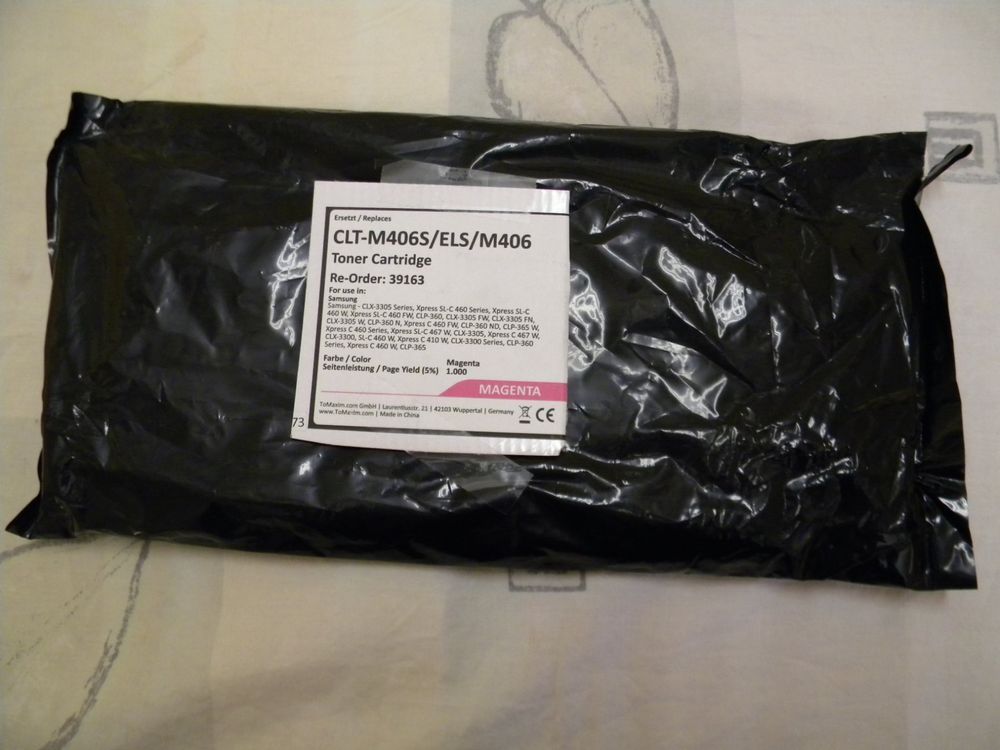 Ersetzt / Replaces
CLT-M406S/ELS/M406
Toner Cartridge
Re-Order: 39163
For use in:
Samsung
Samsung - CLX-3305 Series, Xpress SL-C 460 Series, Xpress SL-C
460 W, Xpress SL-C 460 FW, CLP-360, CLX-3305 FW, CLX-3305 FN,
CLX-3305 W, CLP-360 N, Xpress C 460 FW, CLP-360 ND, CLP-365 W,
Xpress C 460 Series, Xpress SL-C 467 W, CLX-3305, Xpress C 467 W,
CLX-3300, SL-C 460 W, Xpress C 410 W, CLX-3300 Series, CLP-360
Series, Xpress C 460 W, CLP-365
Farbe / Color Magenta
Seitenleistung / Page Yield (5%) 1.000
MAGENTA
ToMaxim.com GmbH | Laurentiusstr. 21 | 42103 Wuppertal | Germany
www.ToMaxim.com | Made in China
CE
73